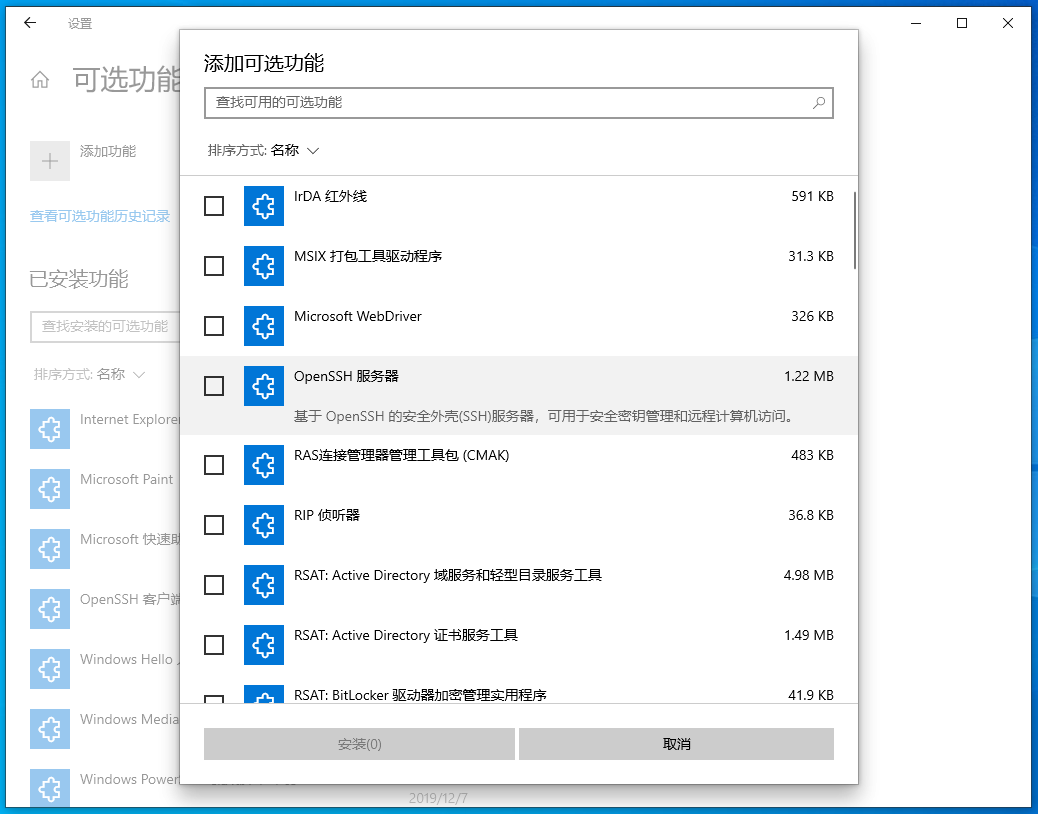 设置
可选功能
添加功能
查看可选功能历史记录
已安装功能
查找安装的可选功能
排序方式: 名称
Internet Explorer
Microsoft Paint
Microsoft 快速助
OpenSSH 客户端
Windows Hello
Windows Media
Windows Power
2019/12/7
添加可选功能
查找可用的可选功能
排序方式: 名称
IrDA 红外线 591 KB
MSIX 打包工具驱动程序 31.3 KB
Microsoft WebDriver 326 KB
OpenSSH 服务器 1.22 MB
基于 OpenSSH 的安全外壳(SSH)服务器，可用于安全密钥管理和远程计算机访问。
RAS连接管理器管理工具包 (CMAK) 483 KB
RIP 侦听器 36.8 KB
RSAT: Active Directory 域服务和轻型目录服务工具 4.98 MB
RSAT: Active Directory 证书服务工具 1.49 MB
RSAT: BitLocker 驱动器加密管理实用程序 41.9 KB
安装(0)
取消